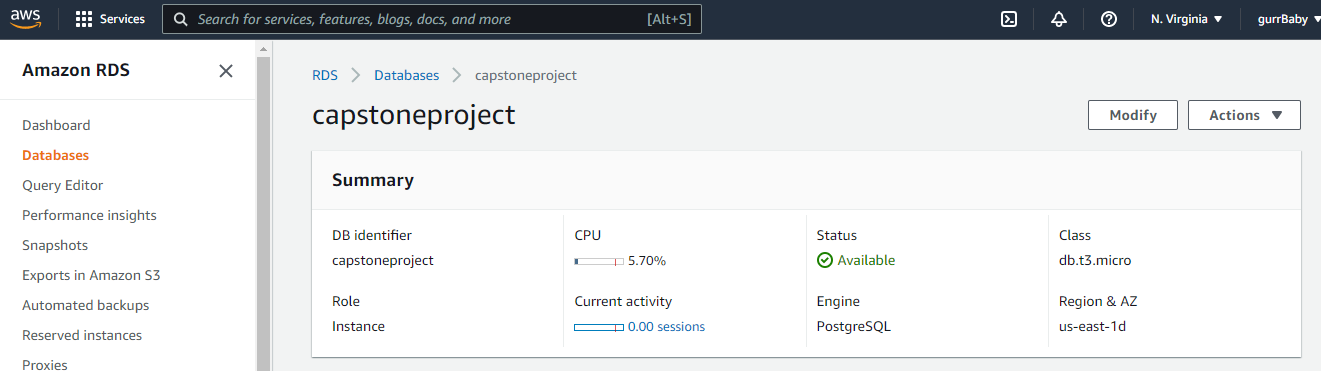 aws Services Search for services, features, blogs, docs, and more [Alt+S] N. Virginia gurrBaby
Amazon RDS
Dashboard
Databases
Query Editor
Performance insights
Snapshots
Exports in Amazon S3
Automated backups
Reserved instances
Proxies
RDS Databases capstoneproject
capstoneproject
Modify Actions
Summary
DB identifier
capstoneproject
CPU
5.70%
Status
Available
Class
db.t3.micro
Role
Instance
Current activity
0.00 sessions
Engine
PostgreSQL
Region & AZ
us-east-1d